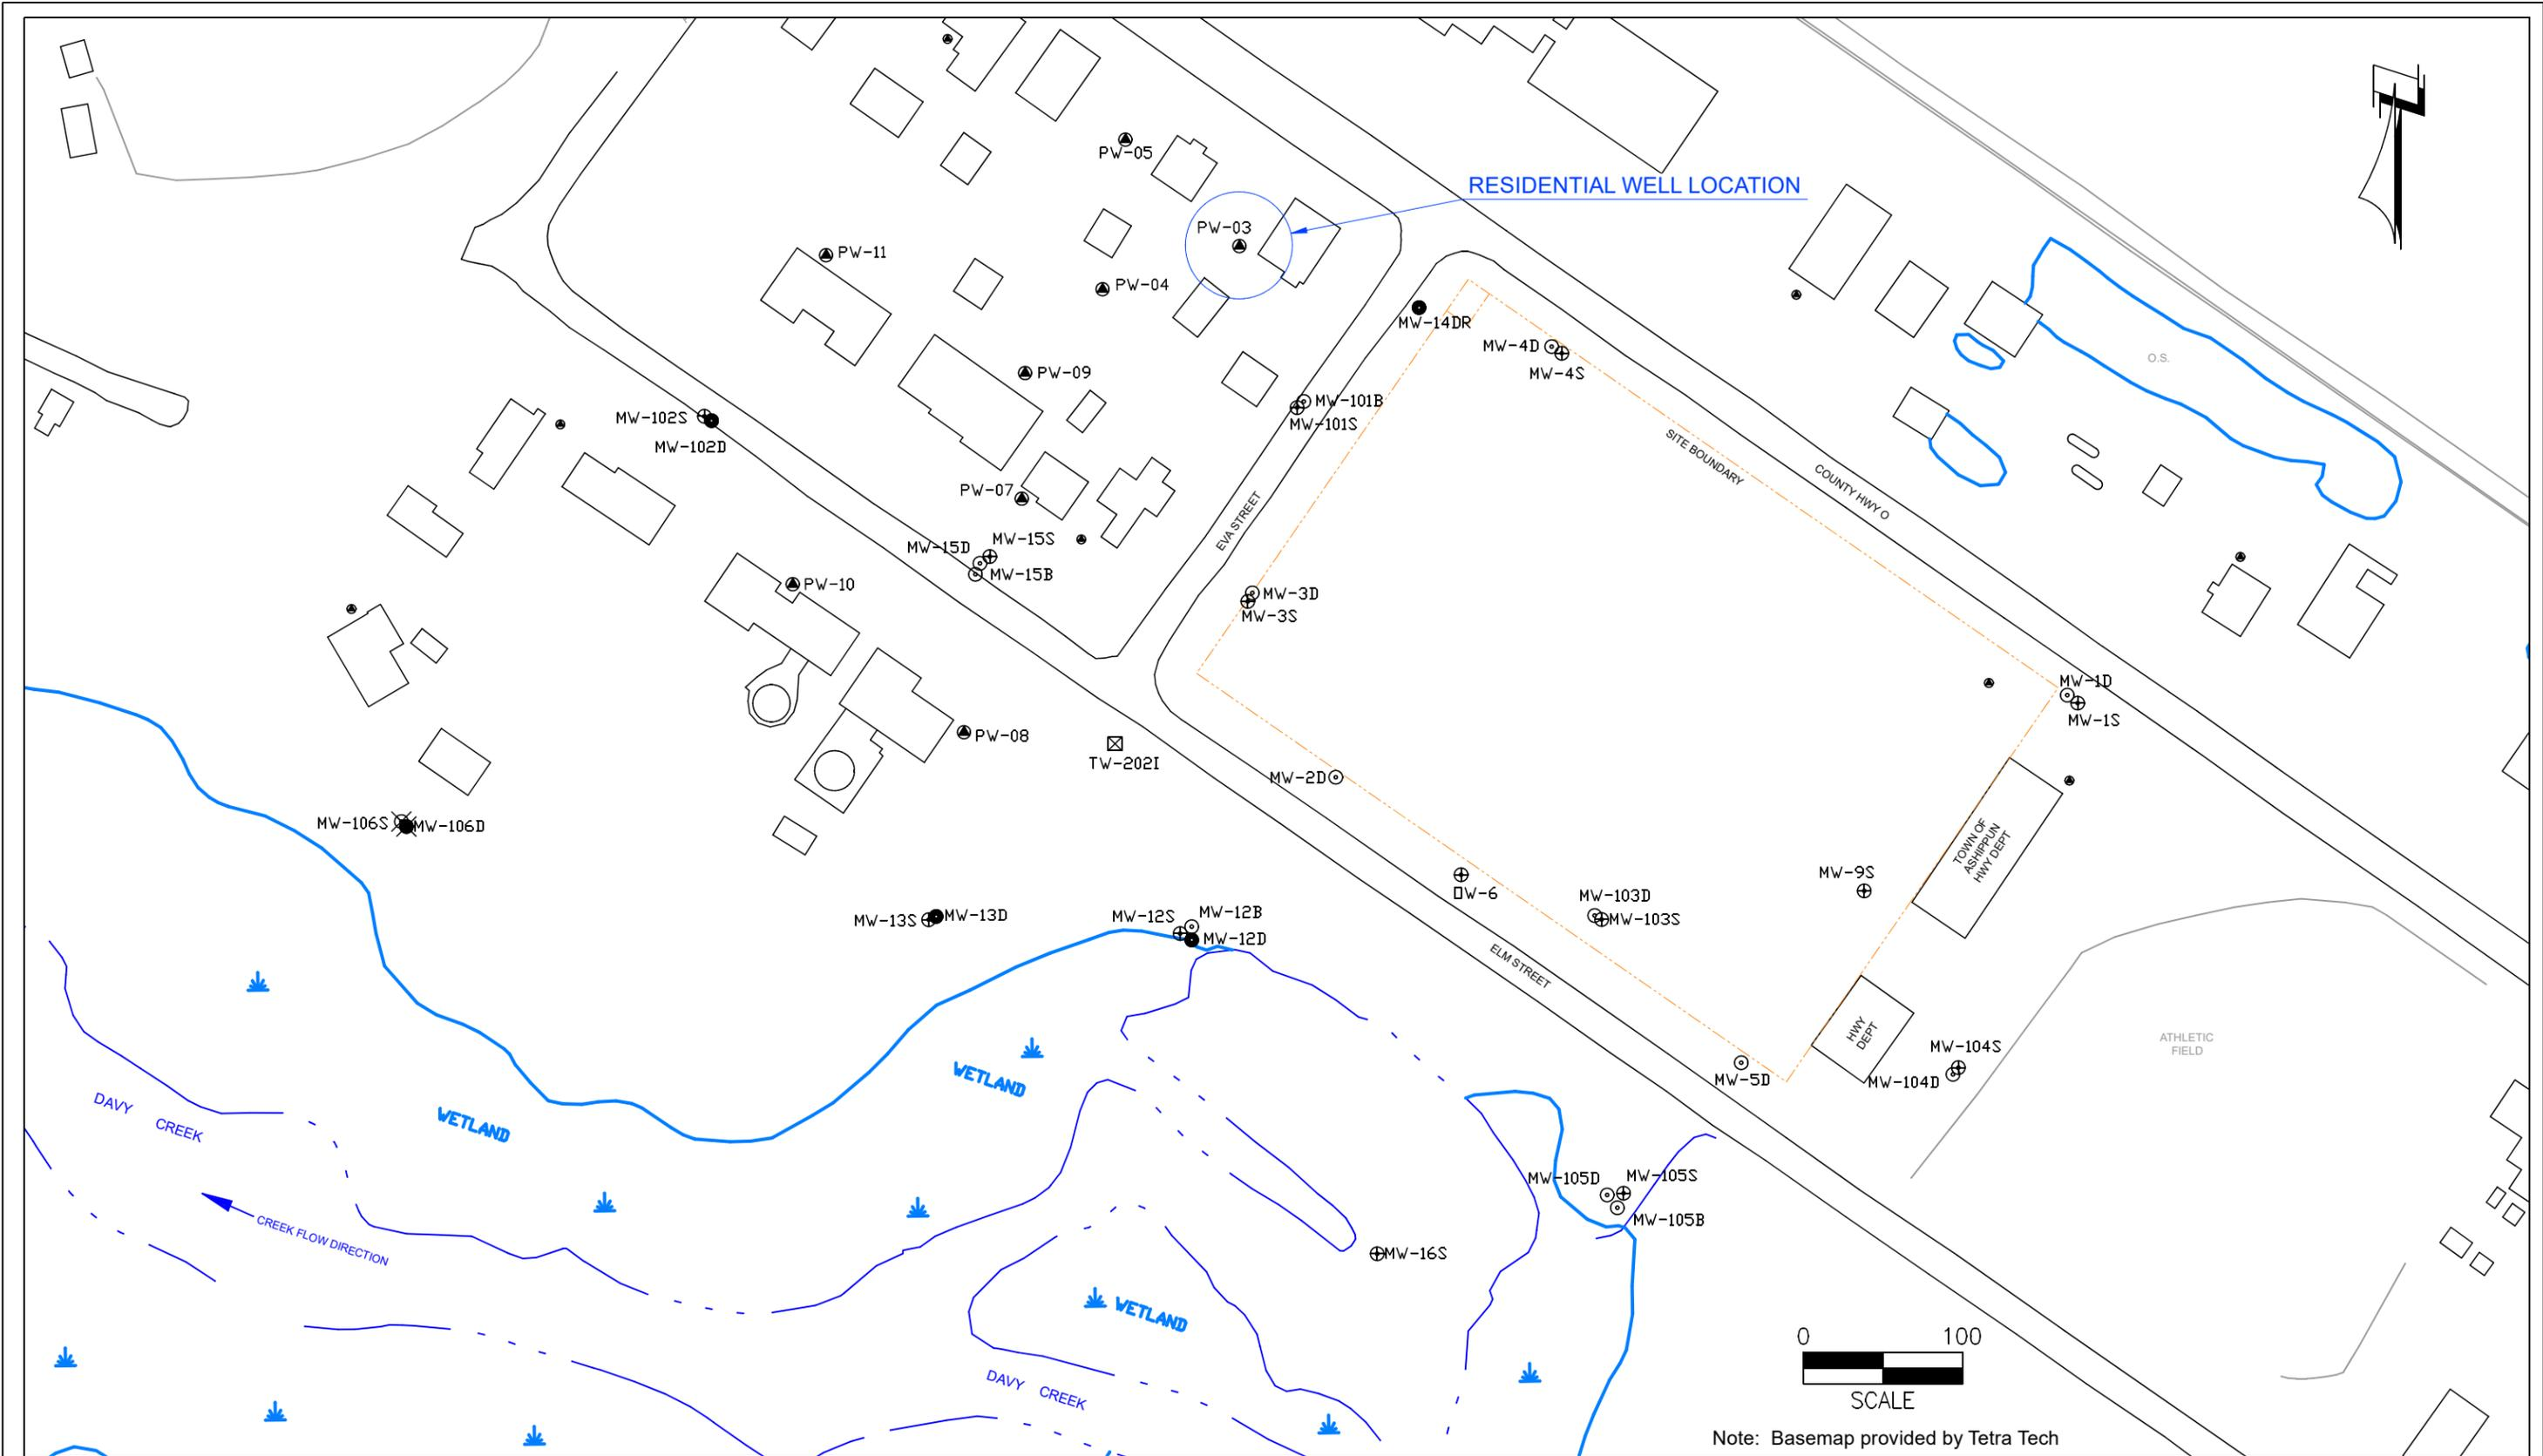 PW-05
RESIDENTIAL WELL LOCATION
PW-03
PW-11
PW-04
MW-14DR
MW-4D
MW-4S
O.S.
PW-09
MW-101B
MW-101S
MW-102S
MW-102D
SITE BOUNDARY
COUNTY HWY O
PW-07
EVA STREET
MW-15D
MW-15S
MW-15B
PW-10
MW-3D
MW-3S
MW-1D
MW-1S
PW-08
TW-202I
MW-2D
MW-106S
MW-106D
TOWN OF
ASHIPPUN
HWY DEPT
MW-9S
W-6
MW-103D
MW-103S
MW-13S
MW-13D
MW-12S
MW-12B
MW-12D
ELM STREET
HWY
DEPT
MW-104S
MW-104D
ATHLETIC
FIELD
MW-5D
WETLAND
DAVY CREEK
WETLAND
MW-105D
MW-105S
MW-105B
CREEK FLOW DIRECTION
MW-16S
WETLAND
DAVY CREEK
0 100
SCALE
Note: Basemap provided by Tetra Tech